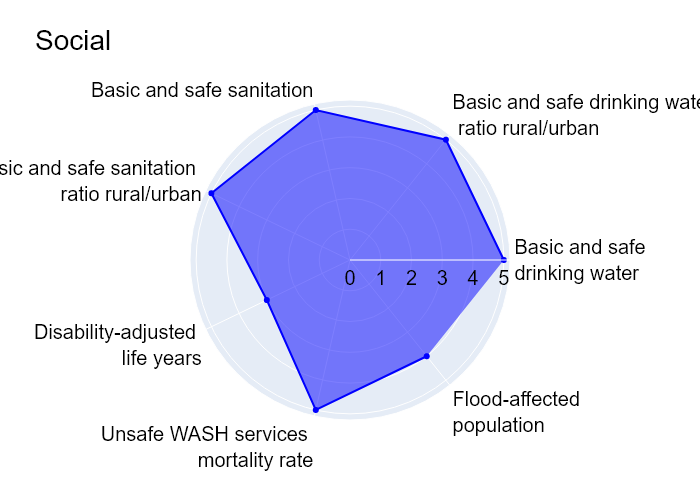 Social
Basic and safe sanitation
Basic and safe drinking wate
ratio rural/urban
sic and safe sanitation
ratio rural/urban
Basic and safe
drinking water
0 1 2 3 4 5
Disability-adjusted
life years
Flood-affected
population
Unsafe WASH services
mortality rate